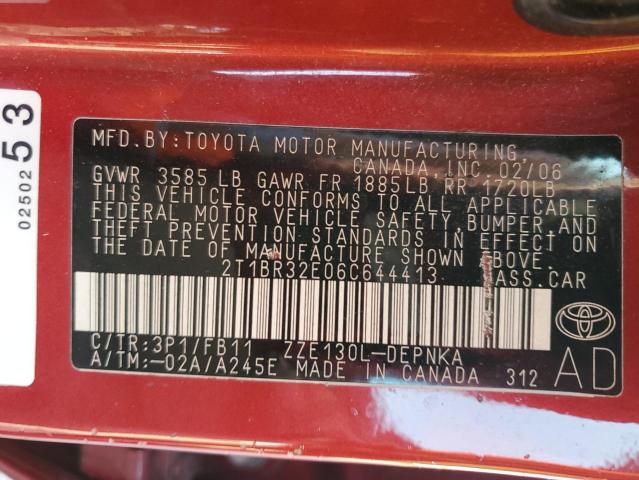 53
02502
MFD. BY: TOYOTA MOTOR MANUFACTURING,
CANADA, INC. 02/06
GVWR 3585 LB GAWR FR 1885LB RR 1720LB
THIS VEHICLE CONFORMS TO ALL APPLICABLE
FEDERAL MOTOR VEHICLE SAFETY, BUMPER, AND
THEFT PREVENTION STANDARDS IN EFFECT ON
THE DATE OF MANUFACTURE SHOWN ABOVE.
2T1BR32E06C644413 PASS.CAR
C/TR:3P1/FB11 ZZE130L-DEPNKA
A/TM:-02A/A245E MADE IN CANADA 312
AD